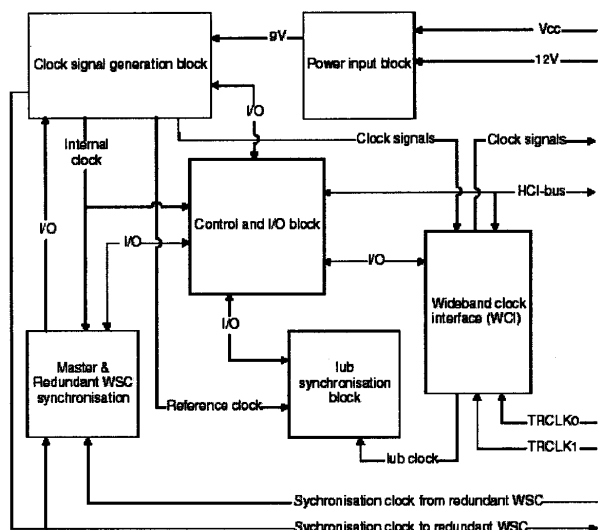 Clock signal generation block
9V
Power input block
Vcc
12V
I/O
Internal
clock
Clock signals
Clock signals
HCI-bus
I/O
I/O
Control and I/O block
I/O
Wideband clock
interface (WCI)
I/O
Master &
Redundant WSC
synchronisation
Iub
synchronisation
block
Reference clock
TRCLK0
TRCLK1
Iub clock
Sychronisation clock from redundant WSC
Synchronisation clock to redundant WSC